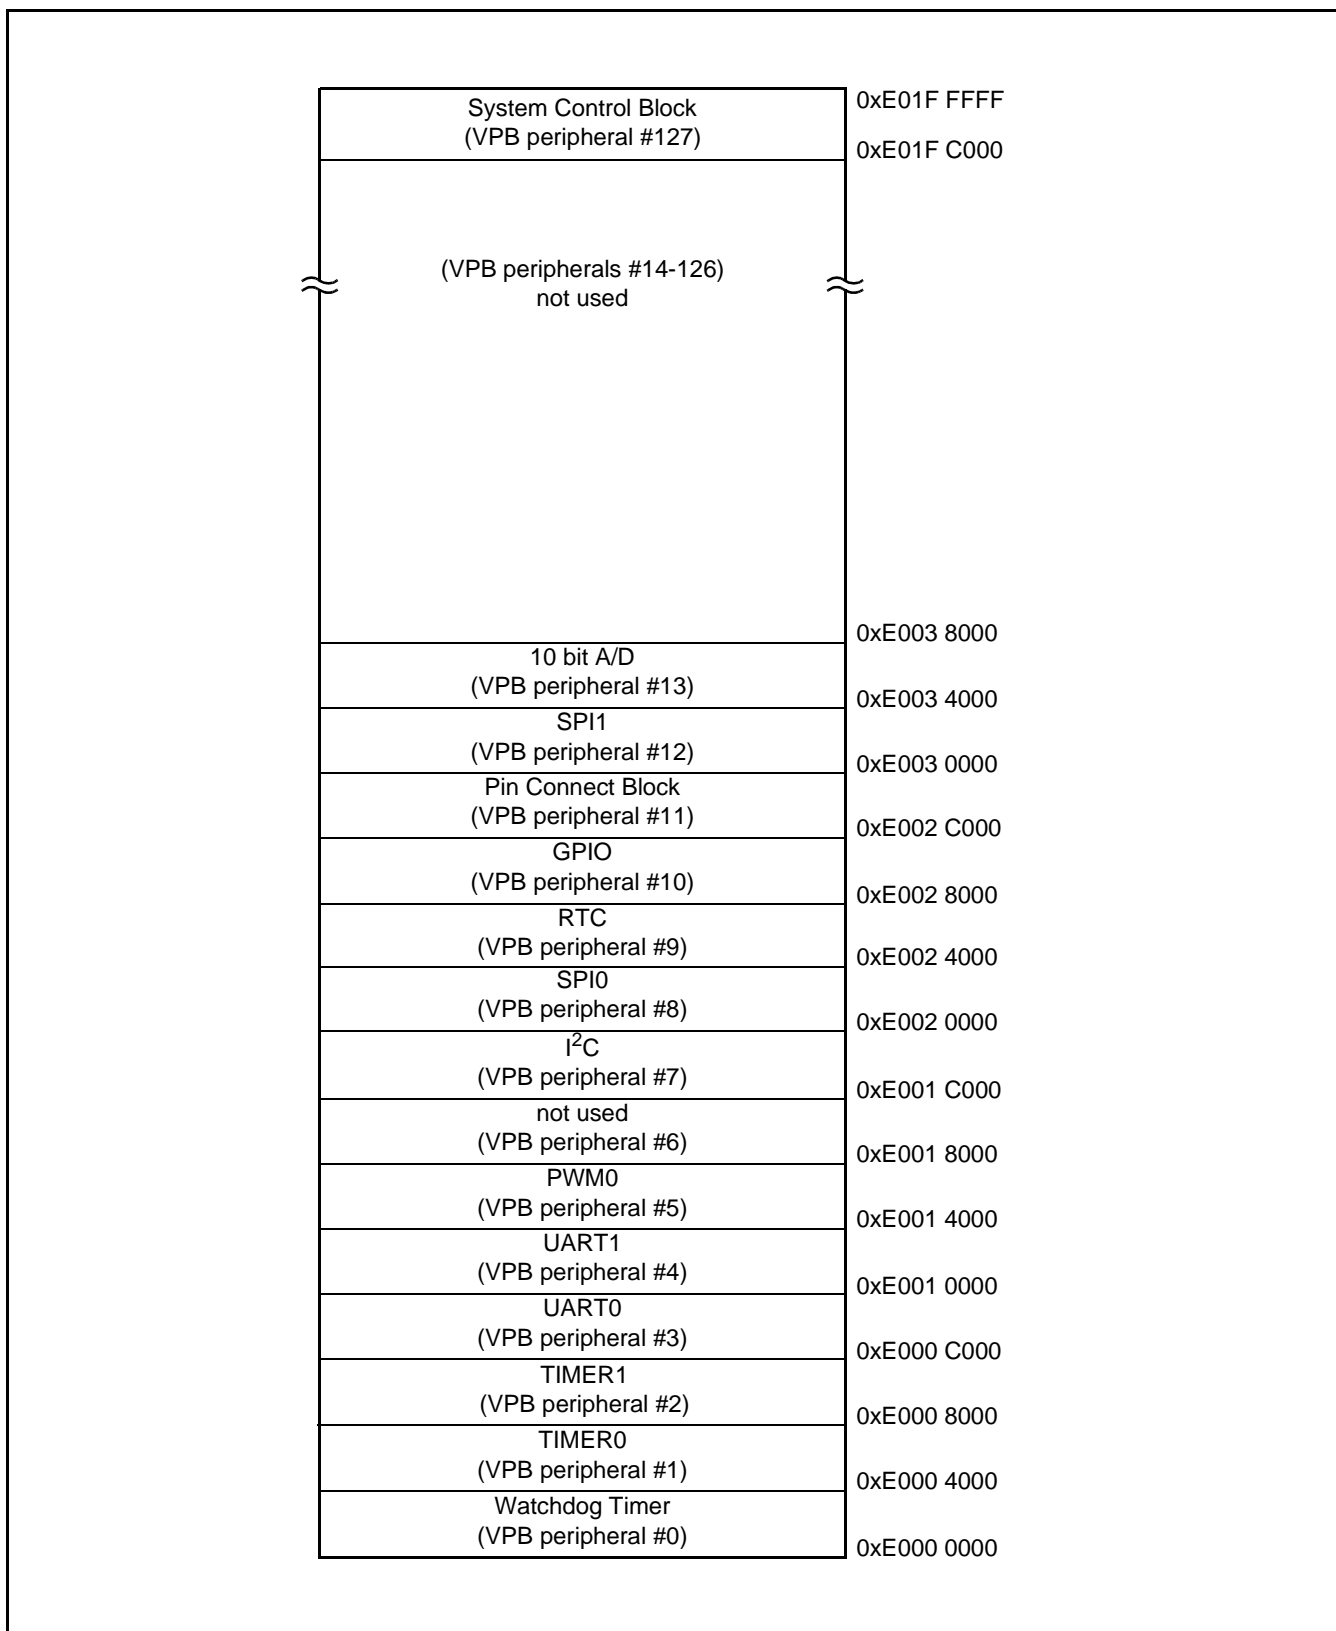 System Control Block
(VPB peripheral #127)
0xE01F FFFF
0xE01F C000
(VPB peripherals #14-126)
not used
0xE003 8000
10 bit A/D
(VPB peripheral #13)
0xE003 4000
SPI1
(VPB peripheral #12)
0xE003 0000
Pin Connect Block
(VPB peripheral #11)
0xE002 C000
GPIO
(VPB peripheral #10)
0xE002 8000
RTC
(VPB peripheral #9)
0xE002 4000
SPI0
(VPB peripheral #8)
0xE002 0000
I²C
(VPB peripheral #7)
0xE001 C000
not used
(VPB peripheral #6)
0xE001 8000
PWM0
(VPB peripheral #5)
0xE001 4000
UART1
(VPB peripheral #4)
0xE001 0000
UART0
(VPB peripheral #3)
0xE000 C000
TIMER1
(VPB peripheral #2)
0xE000 8000
TIMER0
(VPB peripheral #1)
0xE000 4000
Watchdog Timer
(VPB peripheral #0)
0xE000 0000